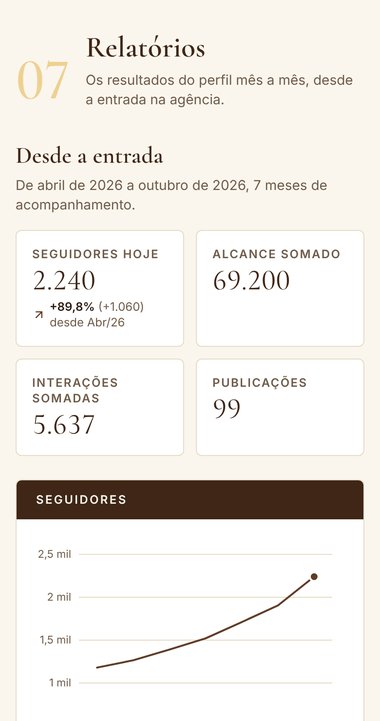 07
Relatórios
Os resultados do perfil mês a mês, desde
a entrada na agência.
Desde a entrada
De abril de 2026 a outubro de 2026, 7 meses de
acompanhamento.
SEGUIDORES HOJE
2.240
+89,8% (+1.060)
desde Abr/26
ALCANCE SOMADO
69.200
INTERAÇÕES
SOMADAS
5.637
PUBLICAÇÕES
99
SEGUIDORES
2,5 mil
2 mil
1,5 mil
1 mil